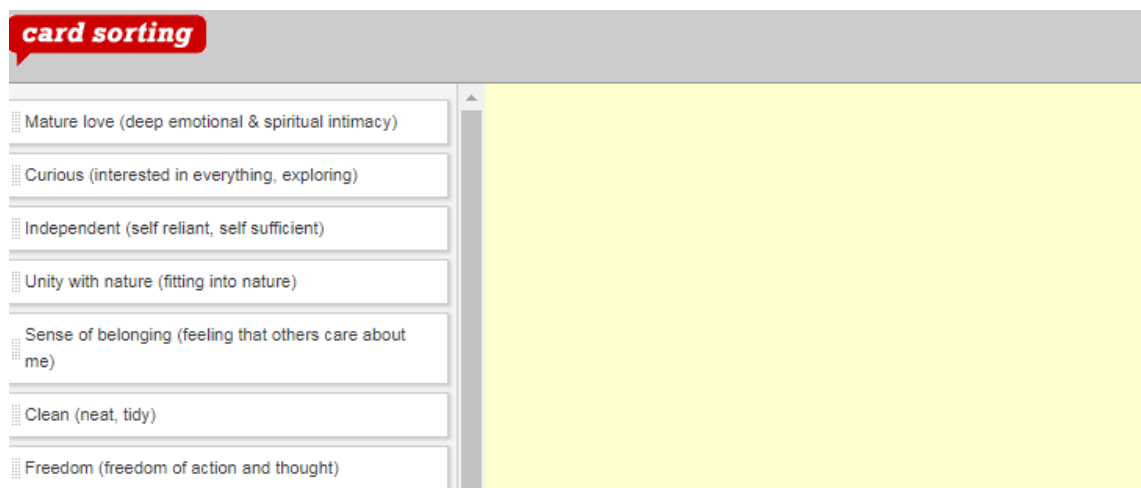 card sorting
Mature love (deep emotional & spiritual intimacy)
Curious (interested in everything, exploring)
Independent (self reliant, self sufficient)
Unity with nature (fitting into nature)
Sense of belonging (feeling that others care about
me)
Clean (neat, tidy)
Freedom (freedom of action and thought)